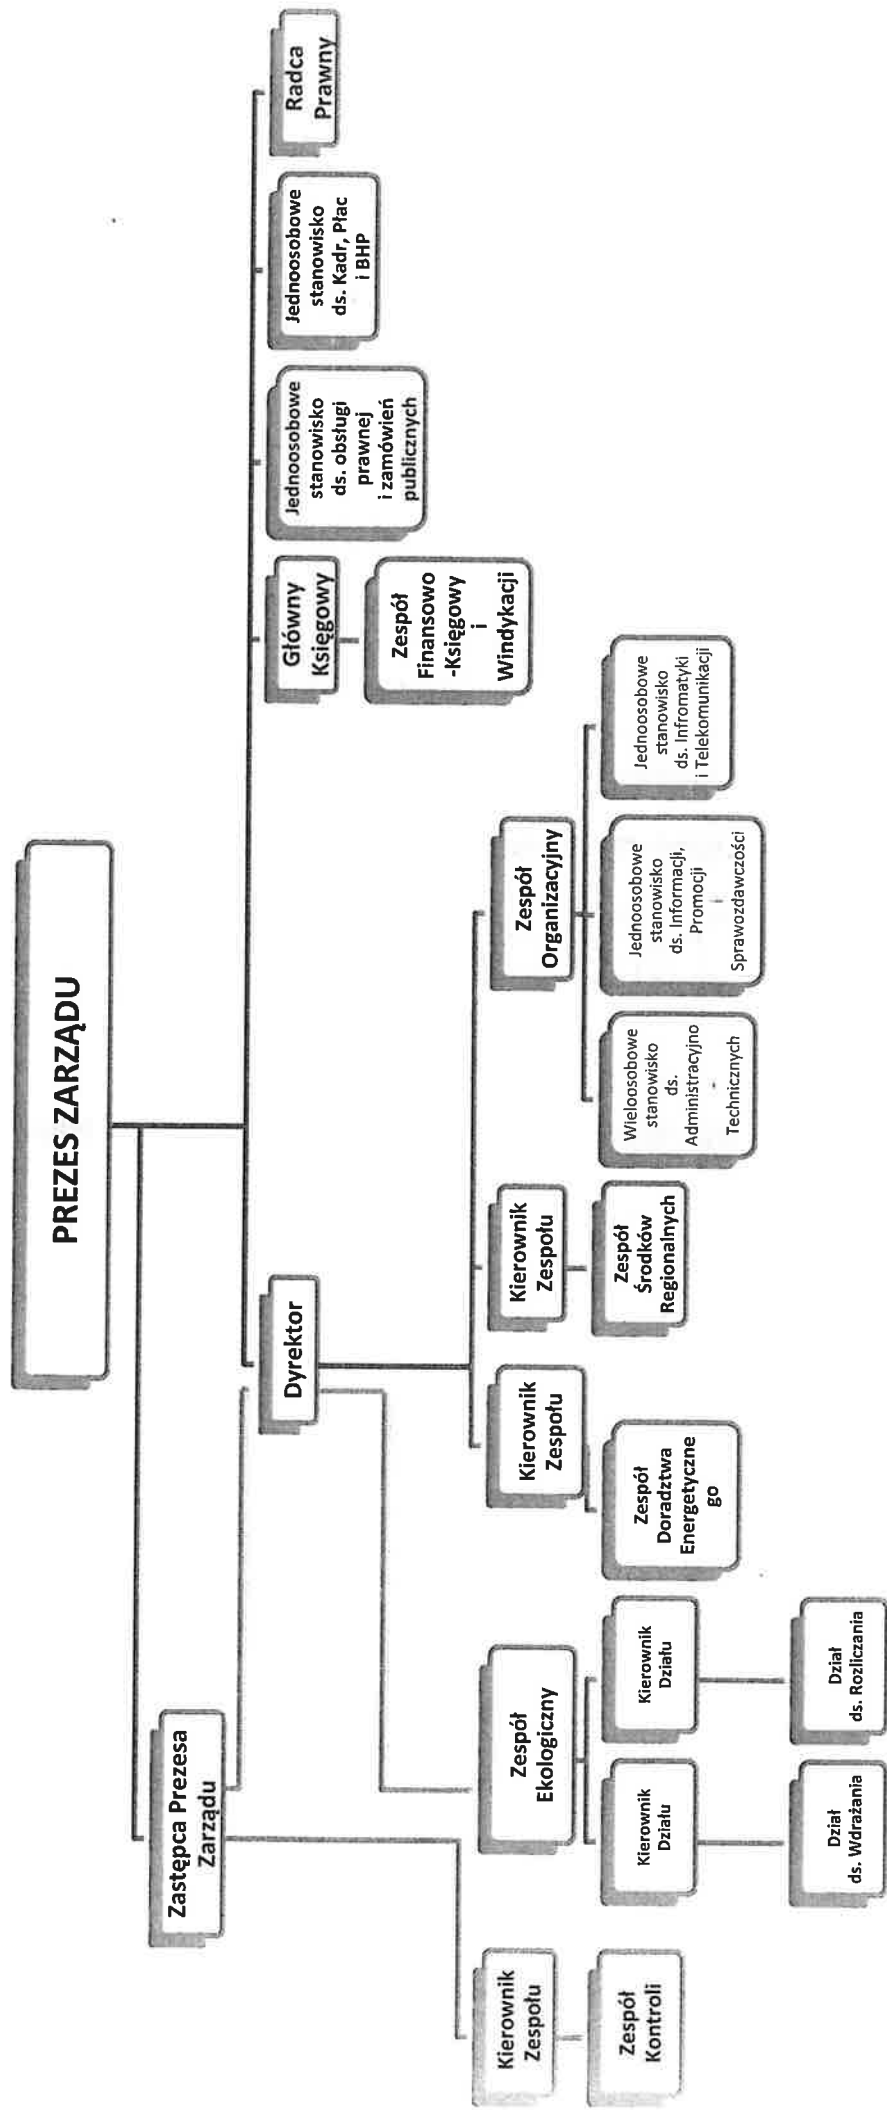 PREZES ZARZĄDU
Zastępca Prezesa
Zarządu
Dyrektor
Główny
Księgowy
Jednoosobowe
stanowisko
ds. obsługi
prawnej
i zamówień
publicznych
Jednoosobowe
stanowisko
ds. Kadr, Płac
i BHP
Radca
Prawny
Zespół
Finansowo
-Księgowy
i
Windykacji
Kierownik
Zespołu
Zespół
Ekologiczny
Kierownik
Zespołu
Kierownik
Zespołu
Zespół
Organizacyjny
Zespół
Kontroli
Kierownik
Działu
Kierownik
Działu
Zespół
Doradztwa
Energetyczne
go
Zespół
Środków
Regionalnych
Wieloosobowe
stanowisko
ds.
Administracyjno
-
Technicznych
Jednoosobowe
stanowisko
ds. Informacji,
Promocji
i
Sprawozdawczości
Jednoosobowe
stanowisko
ds. Infromatyki
i Telekomunikacji
Dział
ds. Wdrażania
Dział
ds. Rozliczania